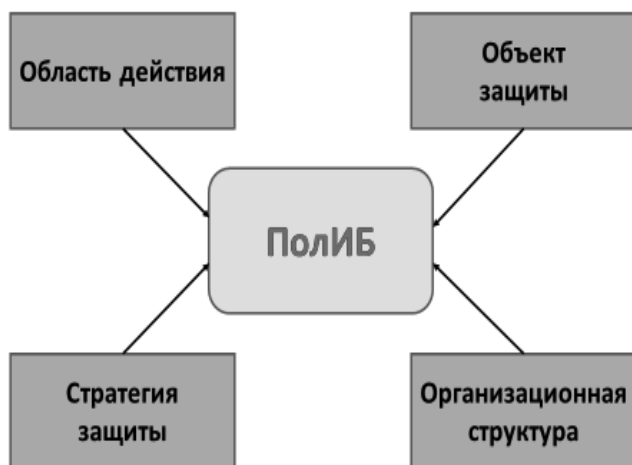 Область действия
Объект
защиты
ПолИБ
Стратегия
защиты
Организационная
структура